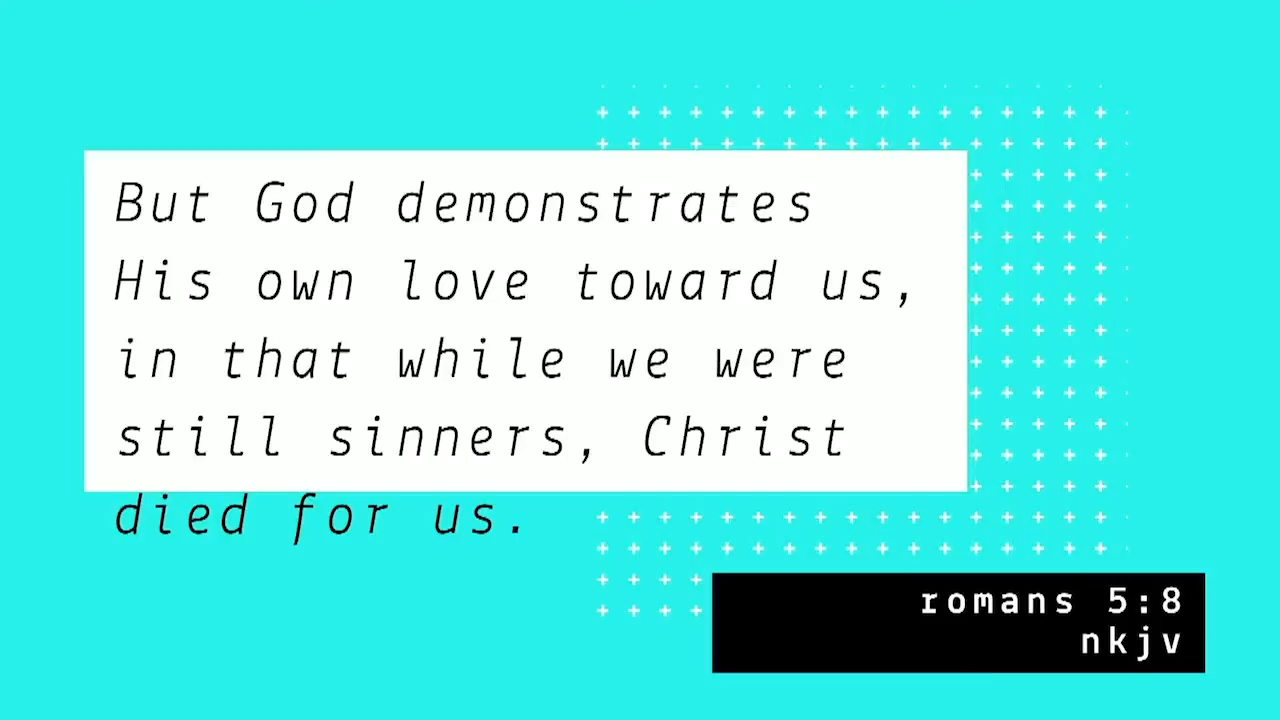 But God demonstrates
His own love toward us,
in that while we were
still sinners, Christ
died for us.
romans 5:8
nkjv